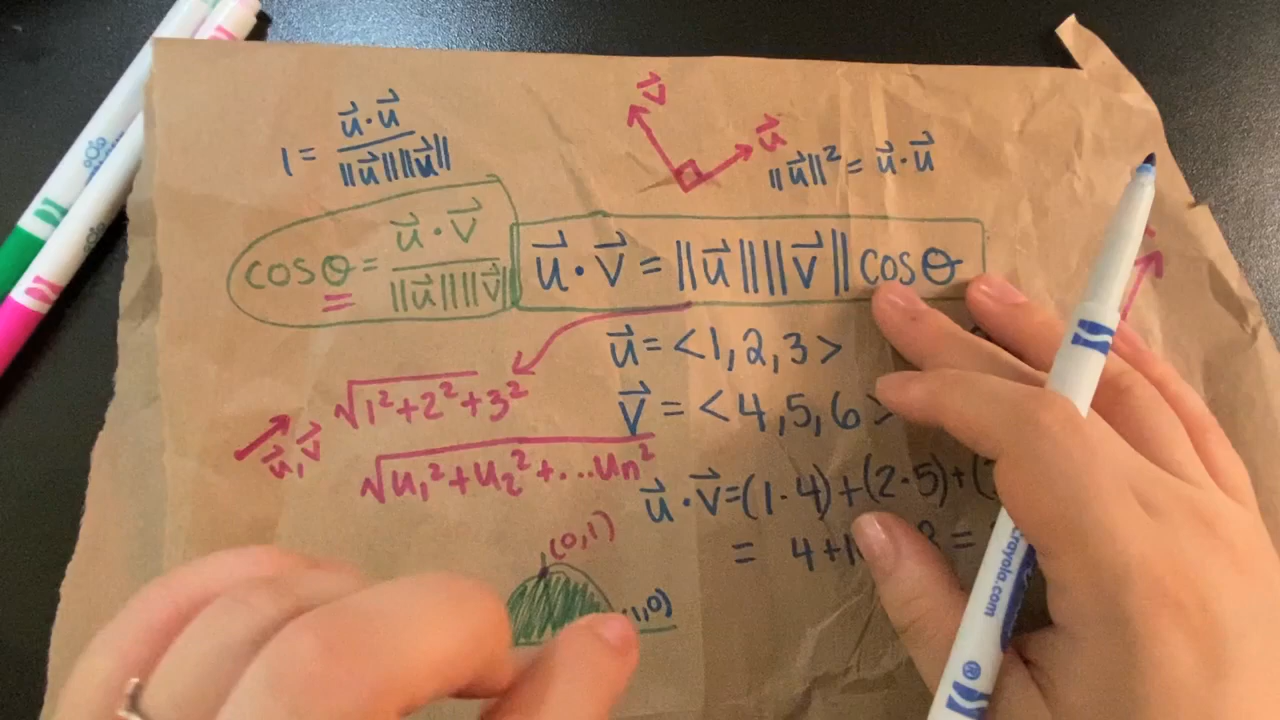 1 = u⃗·u⃗ / ||u⃗|| ||u⃗||
v⃗
u⃗
||u⃗||² = u⃗·u⃗
cosθ = u⃗·v⃗ / ||u⃗|| ||v⃗||
u⃗·v⃗ = ||u⃗|| ||v⃗|| cosθ
u⃗ = <1, 2, 3>
v⃗ = <4, 5, 6>
√1²+2²+3²
u⃗, v⃗
√u₁²+u₂²+...uₙ²
u⃗·v⃗=(1·4)+(2·5)+(
= 4+1
=
(0,1)
,0)
crayola.com